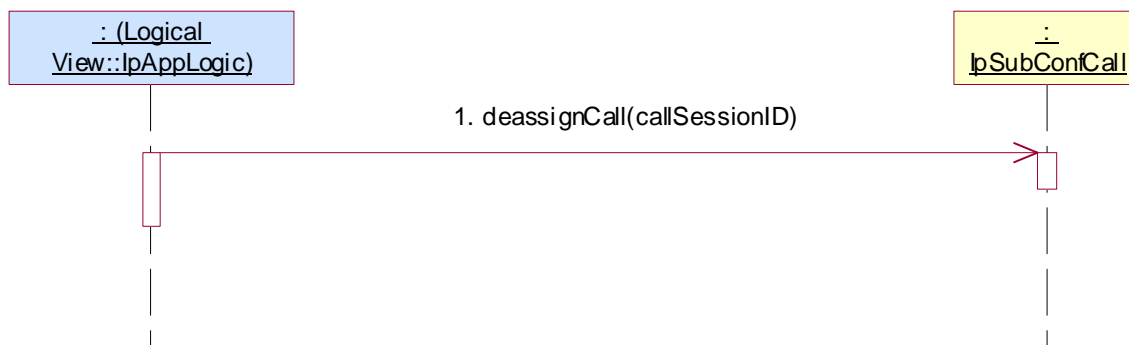 : (Logical
View::IpAppLogic)
:
IpSubConfCall
1. deassignCall(callSessionID)